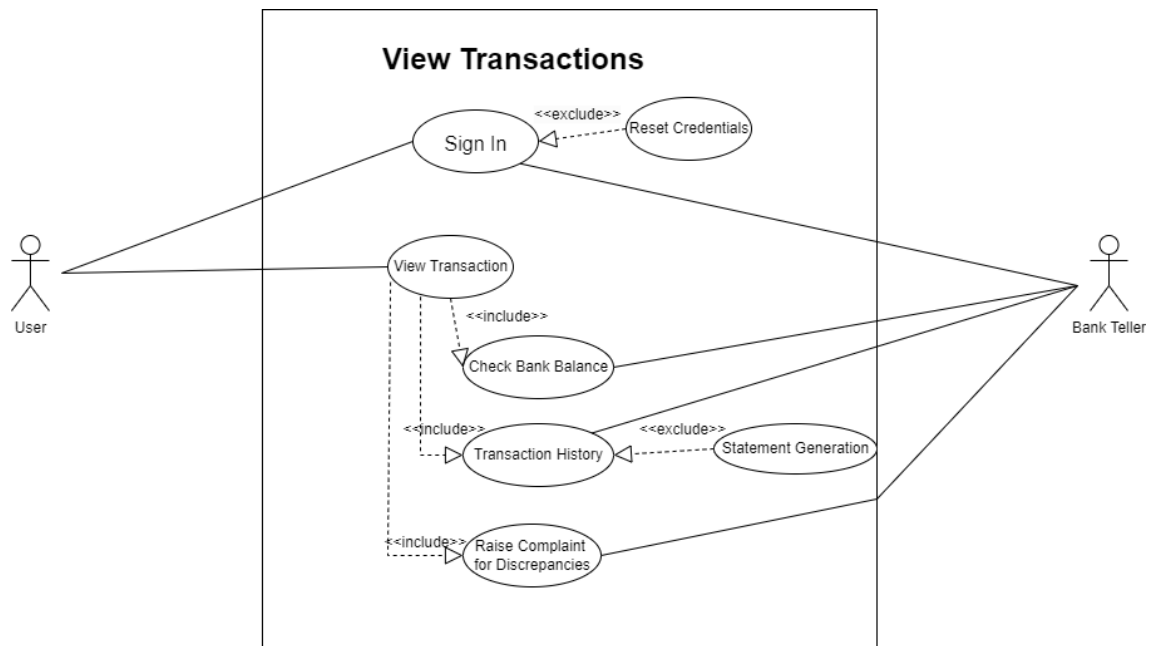 View Transactions
<<exclude>>
Reset Credentials
Sign In
View Transaction
<<include>>
User
Bank Teller
Check Bank Balance
<<include>>
<<exclude>>
Transaction History
Statement Generation
<<include>>
Raise Complaint
for Discrepancies